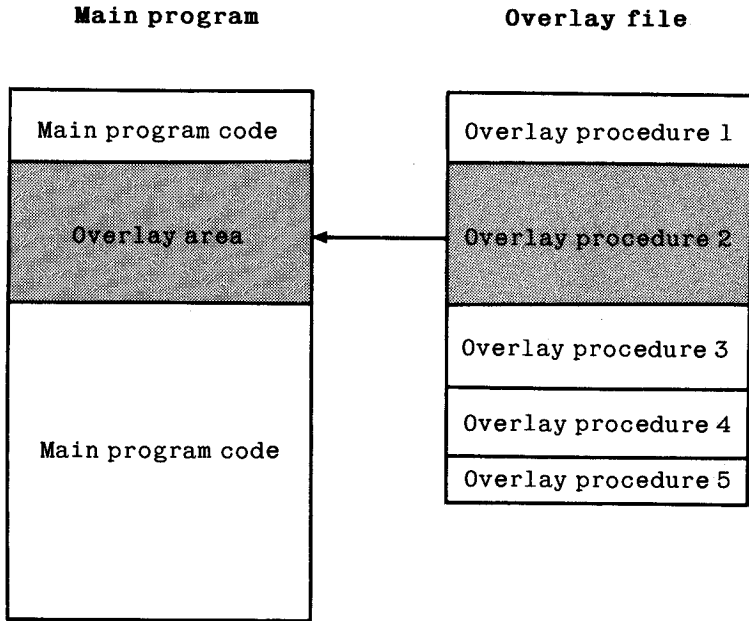 Main program
Overlay file
Main program code
Overlay area
Main program code
Overlay procedure 1
Overlay procedure 2
Overlay procedure 3
Overlay procedure 4
Overlay procedure 5